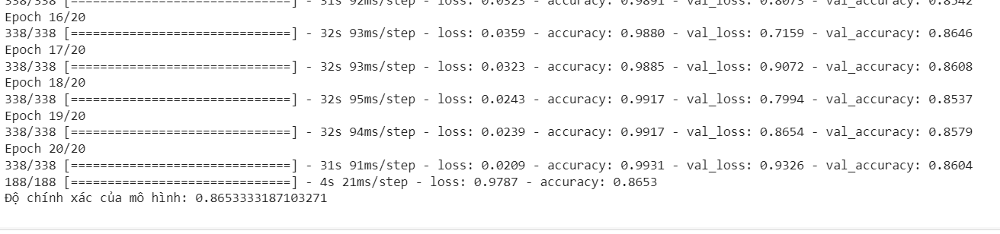 338/338 [==============================] - 31s 92ms/step - loss: 0.0323 - accuracy: 0.9891 - val_loss: 0.8073 - val_accuracy: 0.8542
Epoch 16/20
338/338 [==============================] - 32s 93ms/step - loss: 0.0359 - accuracy: 0.9880 - val_loss: 0.7159 - val_accuracy: 0.8646
Epoch 17/20
338/338 [==============================] - 32s 93ms/step - loss: 0.0323 - accuracy: 0.9885 - val_loss: 0.9072 - val_accuracy: 0.8608
Epoch 18/20
338/338 [==============================] - 32s 95ms/step - loss: 0.0243 - accuracy: 0.9917 - val_loss: 0.7994 - val_accuracy: 0.8537
Epoch 19/20
338/338 [==============================] - 32s 94ms/step - loss: 0.0239 - accuracy: 0.9917 - val_loss: 0.8654 - val_accuracy: 0.8579
Epoch 20/20
338/338 [==============================] - 31s 91ms/step - loss: 0.0209 - accuracy: 0.9931 - val_loss: 0.9326 - val_accuracy: 0.8604
188/188 [==============================] - 4s 21ms/step - loss: 0.9787 - accuracy: 0.8653
Độ chính xác của mô hình: 0.8653333187103271